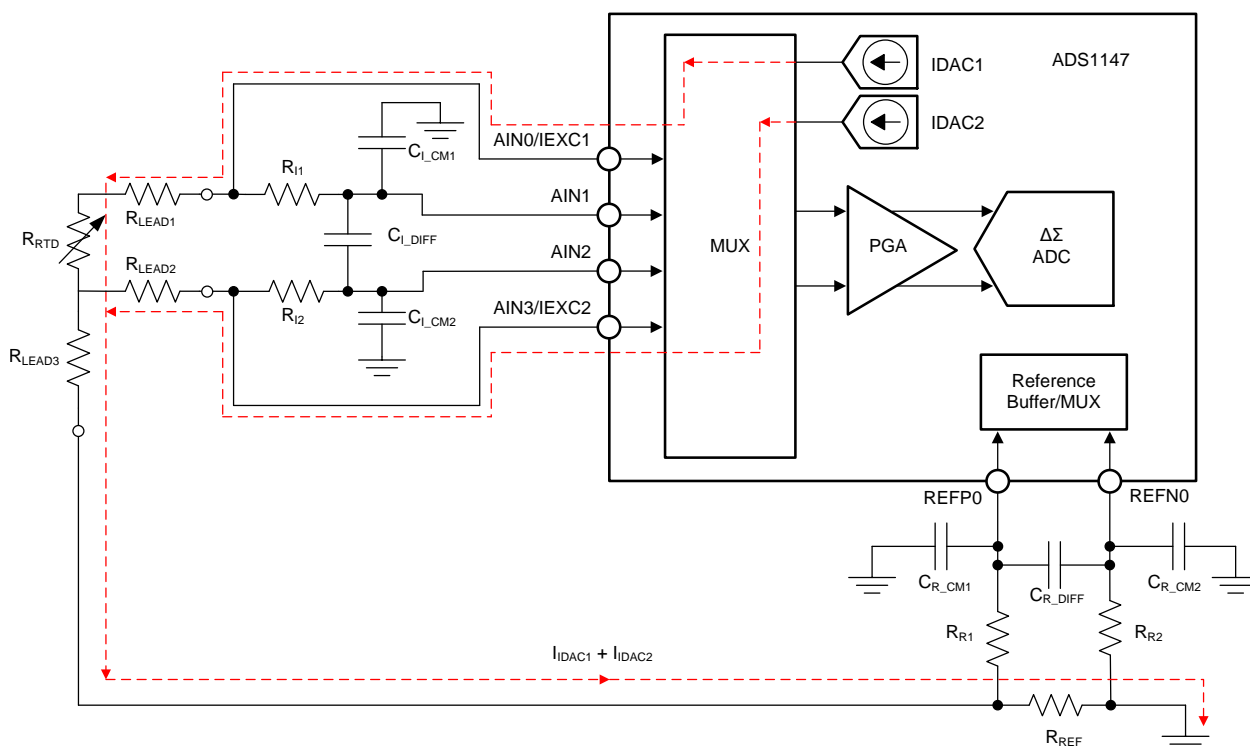 IDAC1
ADS1147
IDAC2
AIN0/IEXC1
C_I_CM1
R_I1
AIN1
R_LEAD1
R_RTD
C_I_DIFF
MUX
PGA
ΔΣ
ADC
R_LEAD2
AIN2
R_I2
C_I_CM2
AIN3/IEXC2
R_LEAD3
Reference
Buffer/MUX
REFP0
REFN0
C_R_CM1
C_R_DIFF
C_R_CM2
R_R1
R_R2
I_IDAC1 + I_IDAC2
R_REF